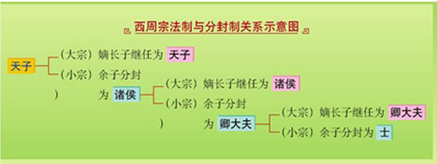 西周宗法制与分封制关系示意图
(大宗) 嫡长子继任为 天子
天子
(小宗) 余子分封 (大宗) 嫡长子继任为 诸侯
) 为 诸侯
(小宗) 余子分封 (大宗) 嫡长子继任为 卿大夫
) 为 卿大夫
(小宗) 余子分封为 士